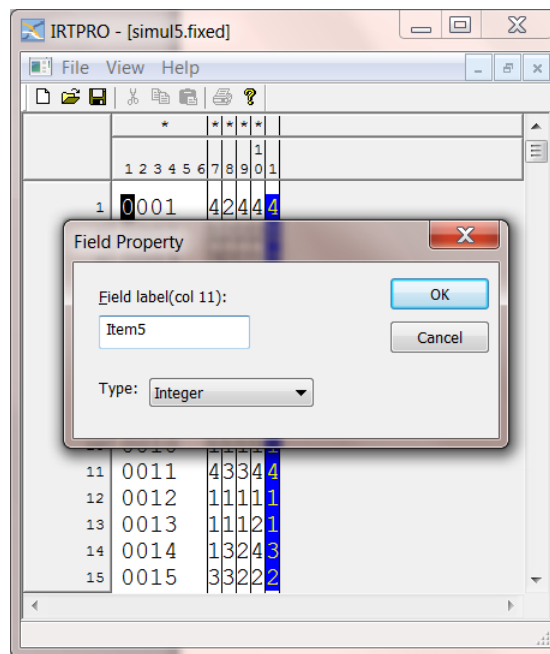 IRTPRO - [simul5.fixed]
File View Help
* * * * *
1
1 2 3 4 5 6 7 8 9 0 1
1 0001 42444
Field Property
Field label(col 11):
OK
Item5
Cancel
Type: Integer
11 0011 43344
12 0012 11111
13 0013 11121
14 0014 13243
15 0015 33222